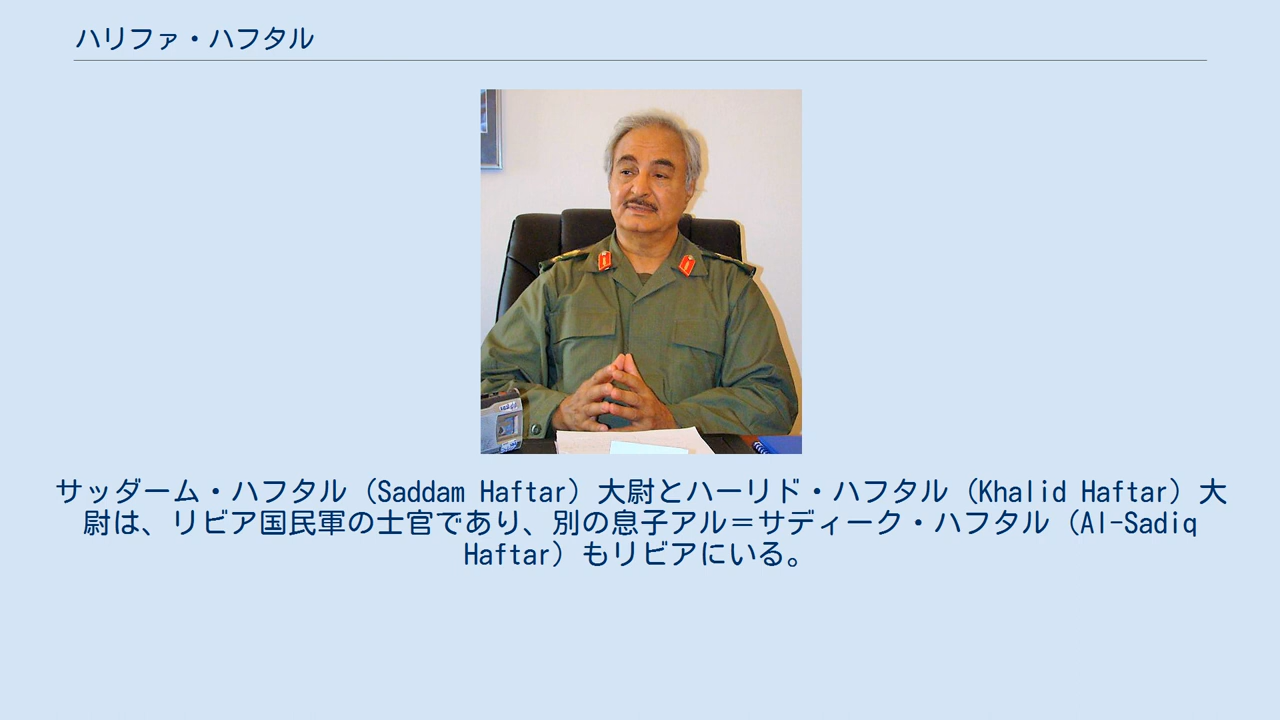 ハリファ・ハフタル
サッダーム・ハフタル（Saddam Haftar）大尉とハーリド・ハフタル（Khalid Haftar）大
尉は、リビア国民軍の士官であり、別の息子アル＝サディーク・ハフタル（Al-Sadiq
Haftar）もリビアにいる。